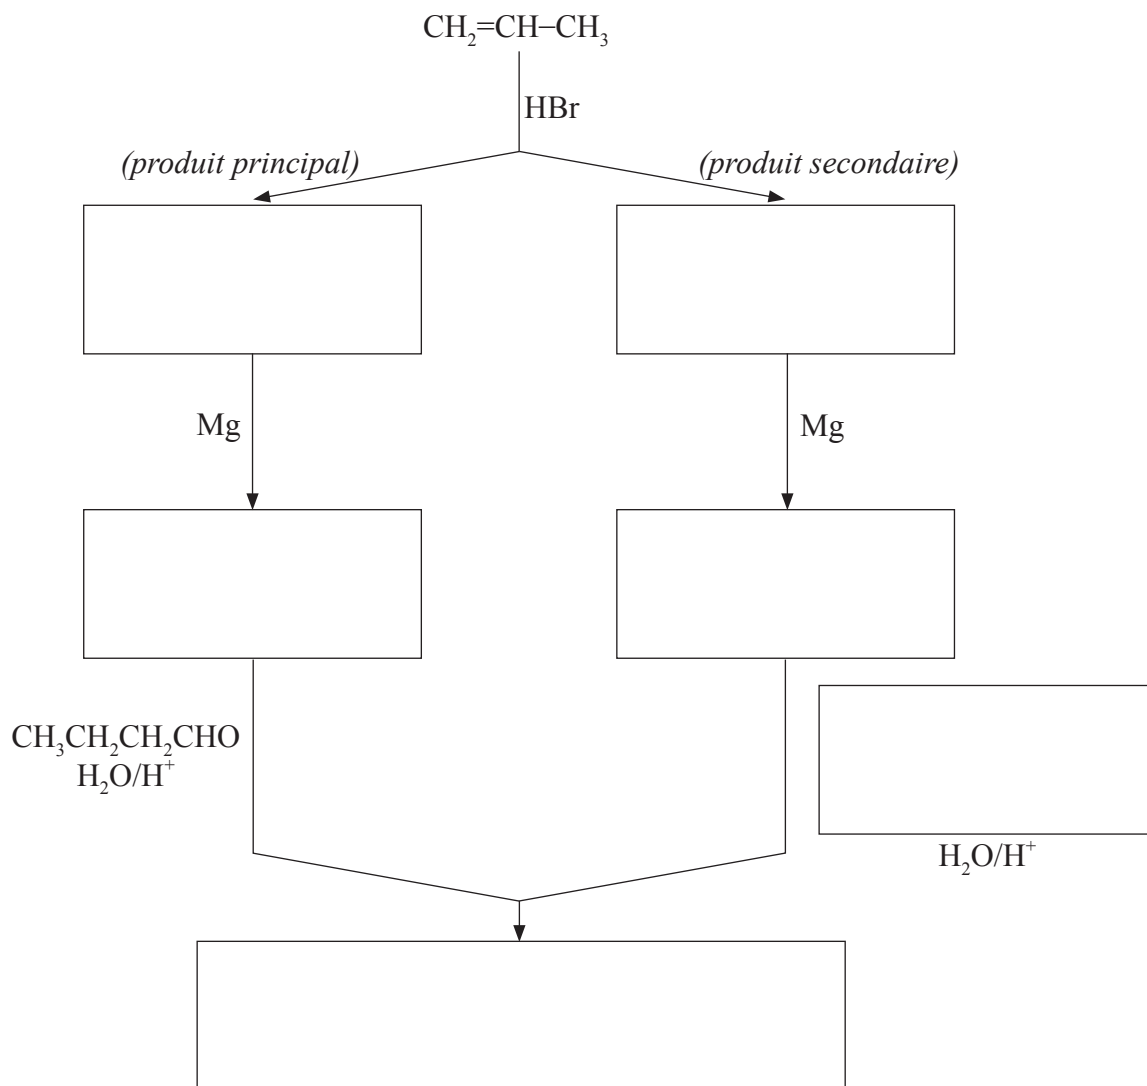 CH₂=CH–CH₃
HBr
(produit principal)
(produit secondaire)
Mg
Mg
CH₃CH₂CH₂CHO
H₂O/H⁺
H₂O/H⁺